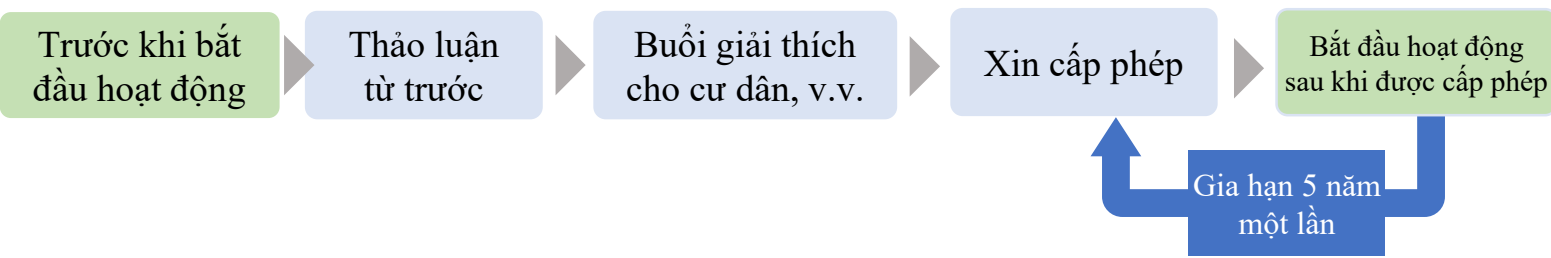 Trước khi bắt
đầu hoạt động
Thảo luận
từ trước
Buổi giải thích
cho cư dân, v.v.
Xin cấp phép
Bắt đầu hoạt động
sau khi được cấp phép
Gia hạn 5 năm
một lần